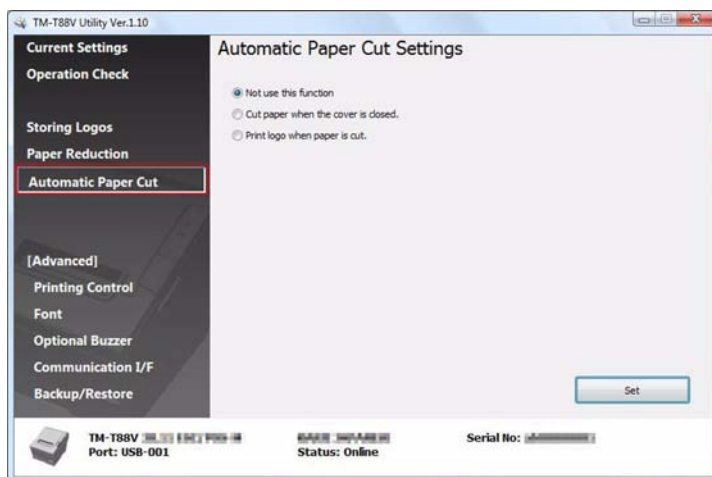 TM-T88V Utility Ver.1.10
Current Settings
Operation Check
Storing Logos
Paper Reduction
Automatic Paper Cut
[Advanced]
Printing Control
Font
Optional Buzzer
Communication I/F
Backup/Restore
Automatic Paper Cut Settings
Not use this function
Cut paper when the cover is closed.
Print logo when paper is cut.
Set
TM-T88V
Port: USB-001
Status: Online
Serial No: